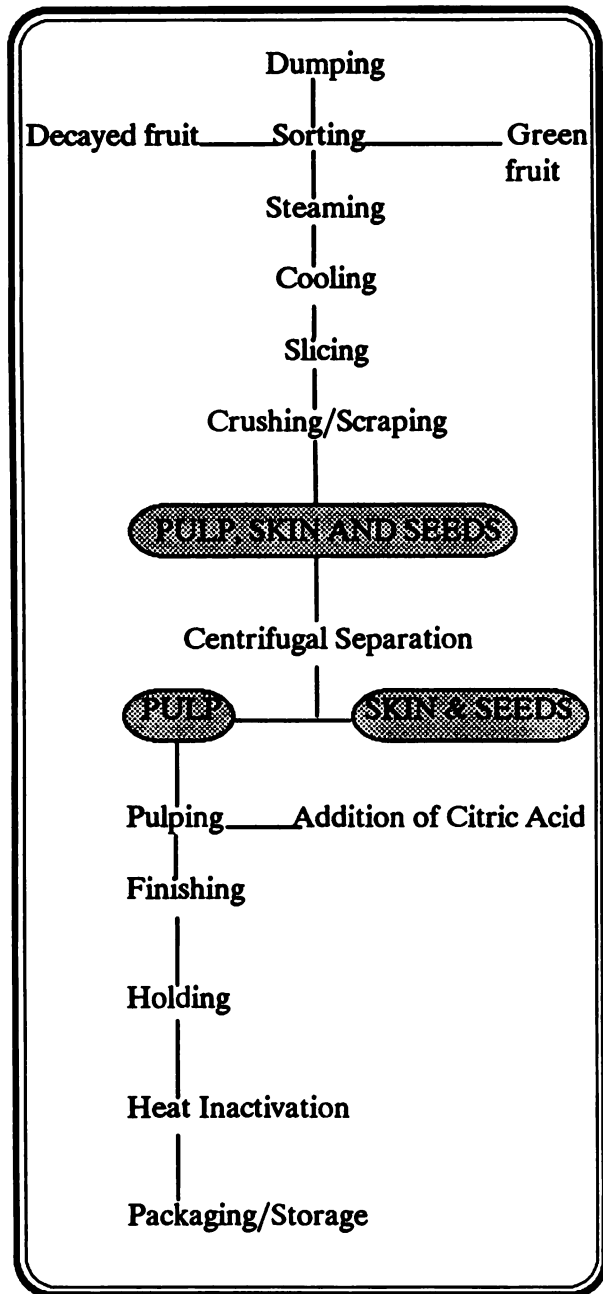 Dumping
Decayed fruit Sorting Green
fruit
Steaming
Cooling
Slicing
Crushing/Scraping
PULP, SKIN AND SEEDS
Centrifugal Separation
PULP SKIN & SEEDS
Pulping Addition of Citric Acid
Finishing
Holding
Heat Inactivation
Packaging/Storage